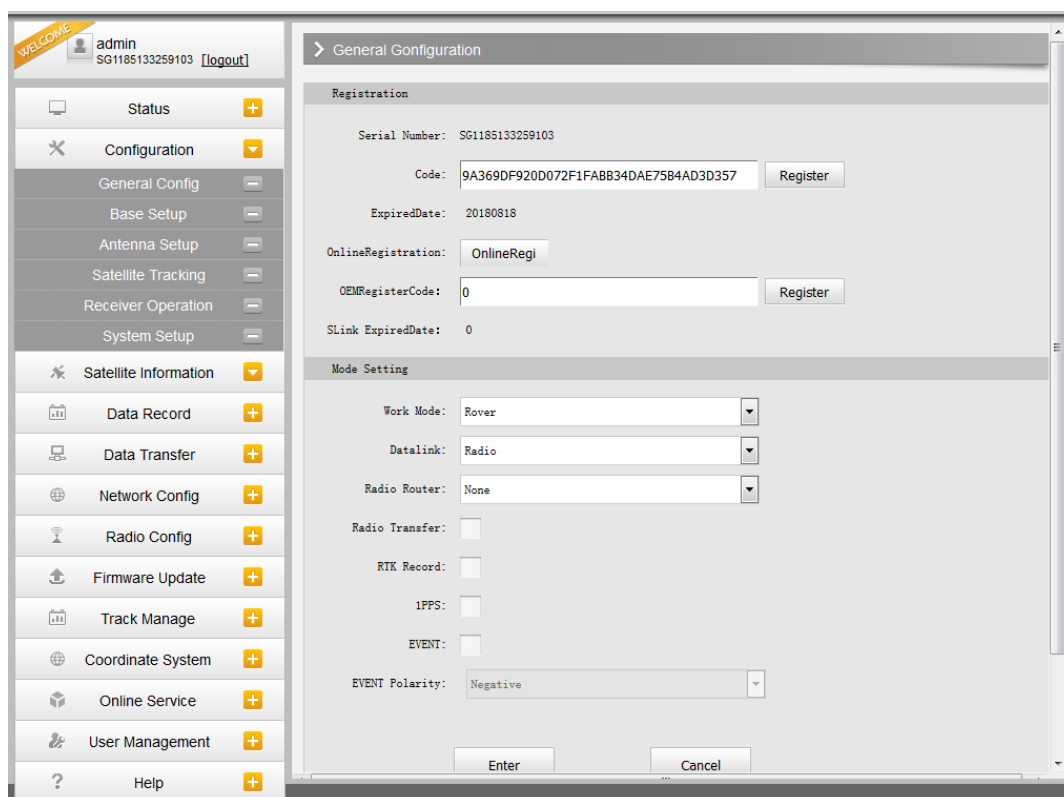 WELCOME
admin
SG1185133259103 [logout]
Status
Configuration
General Config
Base Setup
Antenna Setup
Satellite Tracking
Receiver Operation
System Setup
Satellite Information
Data Record
Data Transfer
Network Config
Radio Config
Firmware Update
Track Manage
Coordinate System
Online Service
User Management
Help
General Gonfiguration
Registration
Serial Number: SG1185133259103
Code: 9A369DF920D072F1FABB34DAE75B4AD3D357 Register
ExpiredDate: 20180818
OnlineRegistration: OnlineRegi
OEMRegisterCode: 0 Register
SLink ExpiredDate: 0
Mode Setting
Work Mode: Rover
Datalink: Radio
Radio Router: None
Radio Transfer:
RTK Record:
1PPS:
EVENT:
EVENT Polarity: Negative
Enter Cancel